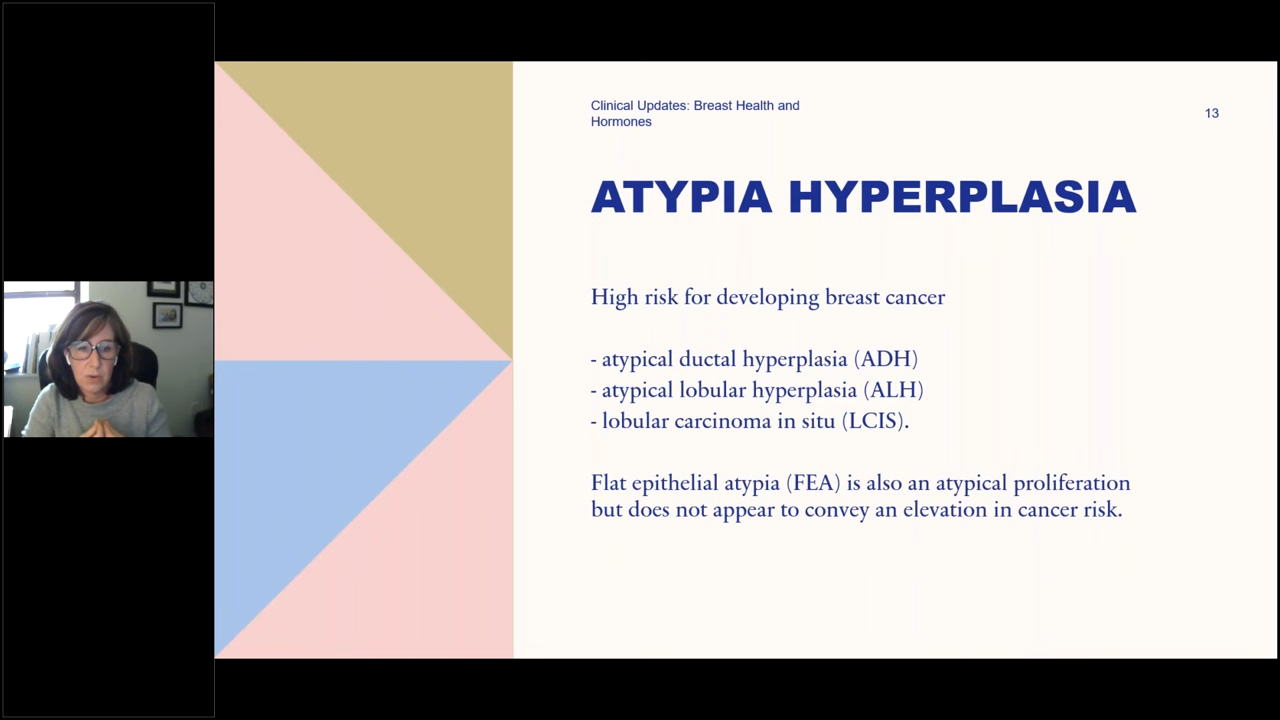 Clinical Updates: Breast Health and
Hormones
13
ATYPIA HYPERPLASIA
High risk for developing breast cancer
- atypical ductal hyperplasia (ADH)
- atypical lobular hyperplasia (ALH)
- lobular carcinoma in situ (LCIS).
Flat epithelial atypia (FEA) is also an atypical proliferation
but does not appear to convey an elevation in cancer risk.